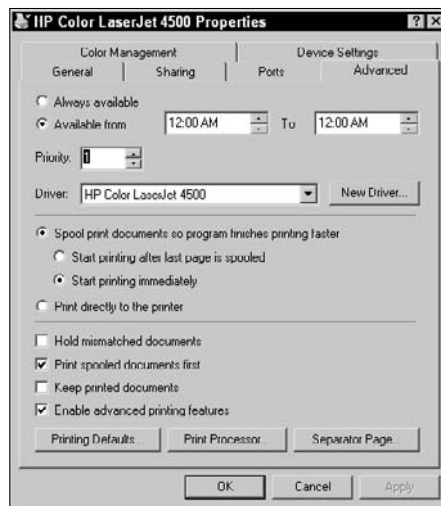 HP Color LaserJet 4500 Properties
Color Management Device Settings
General Sharing Ports Advanced
Always available
Available from 12:00 AM To 12:00 AM
Priority: 1
Driver: HP Color LaserJet 4500 New Driver...
Spool print documents so program finishes printing faster
Start printing after last page is spooled
Start printing immediately
Print directly to the printer
Hold mismatched documents
Print spooled documents first
Keep printed documents
Enable advanced printing features
Printing Defaults... Print Processor... Separator Page...
OK Cancel Apply